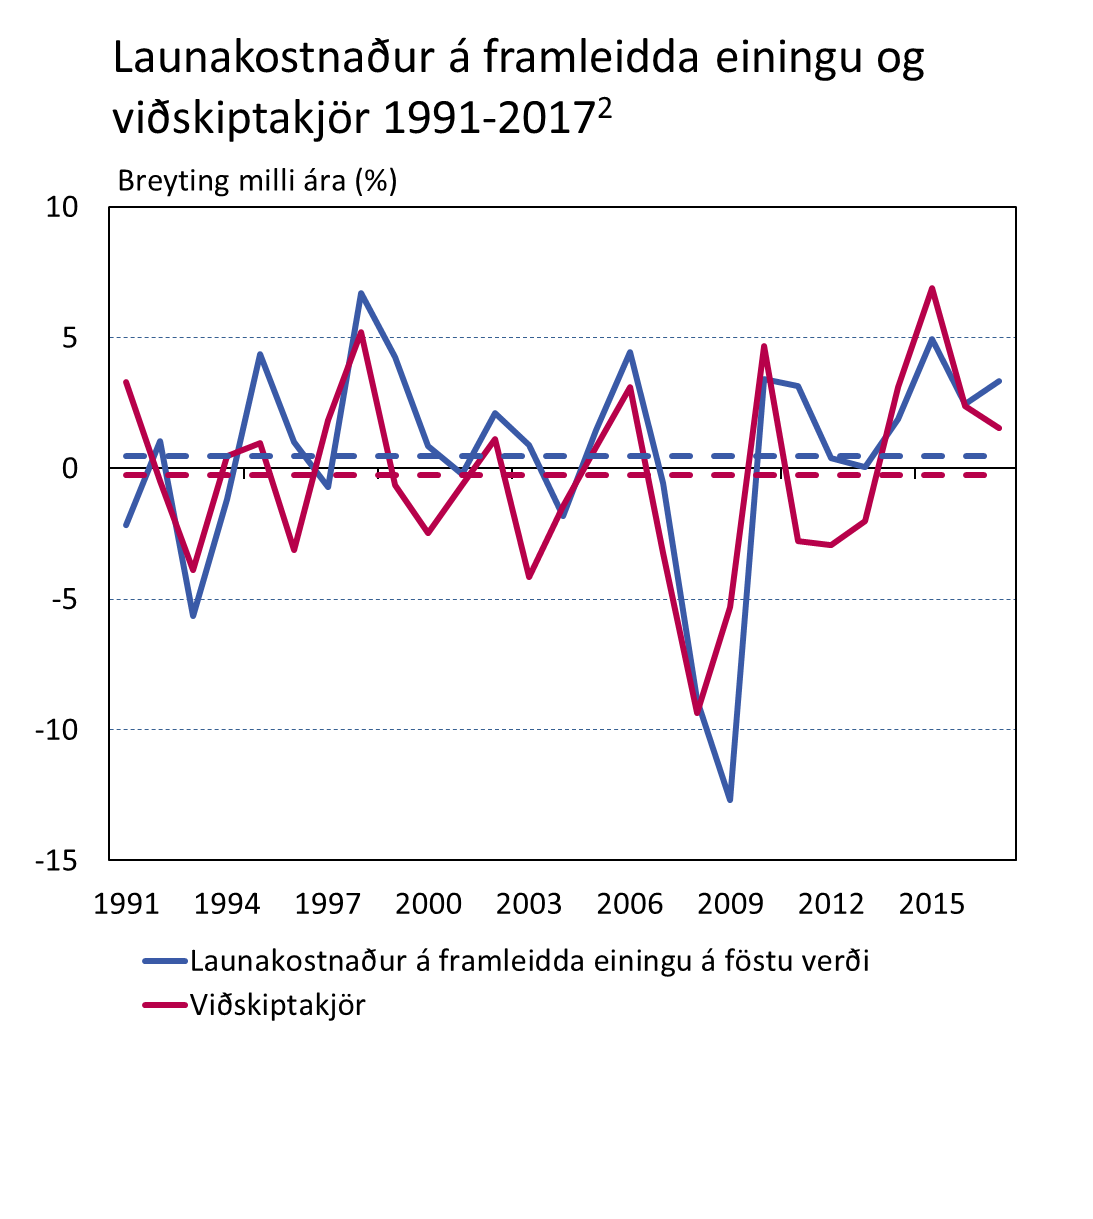 Launakostnaður á framleidda einingu og
viðskiptakjör 1991-2017²
Breyting milli ára (%)
10
5
0
-5
-10
-15
1991 1994 1997 2000 2003 2006 2009 2012 2015
Launakostnaður á framleidda einingu á föstu verði
Viðskiptakjör